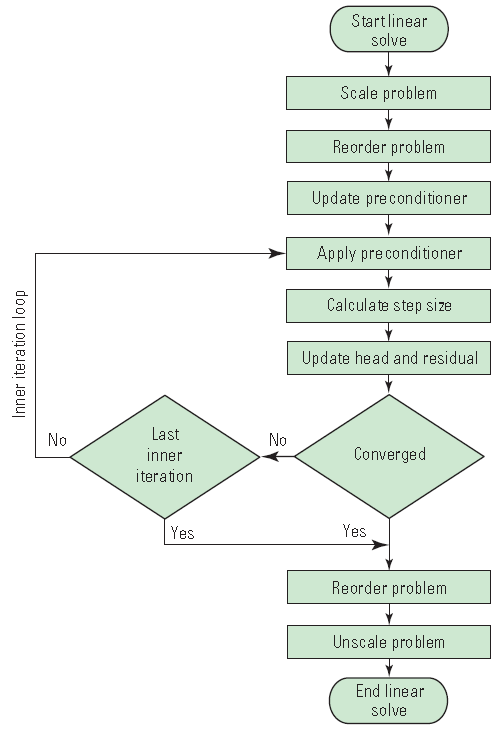 Start linear
solve
Scale problem
Reorder problem
Update preconditioner
Apply preconditioner
Calculate step size
Update head and residual
Inner iteration loop
No
Last
inner
iteration
No
Converged
Yes
Yes
Reorder problem
Unscale problem
End linear
solve